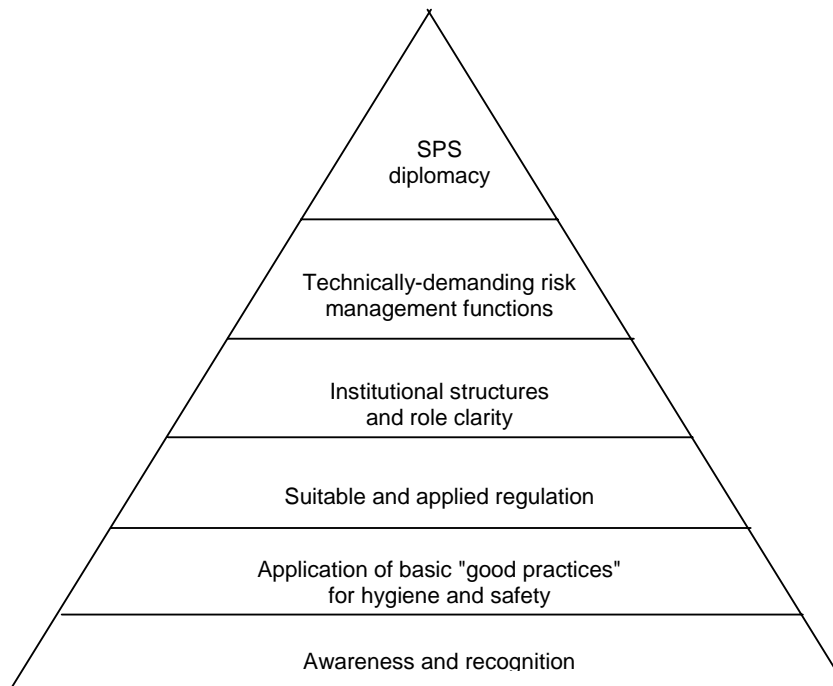 SPS
diplomacy
Technically-demanding risk
management functions
Institutional structures
and role clarity
Suitable and applied regulation
Application of basic "good practices"
for hygiene and safety
Awareness and recognition